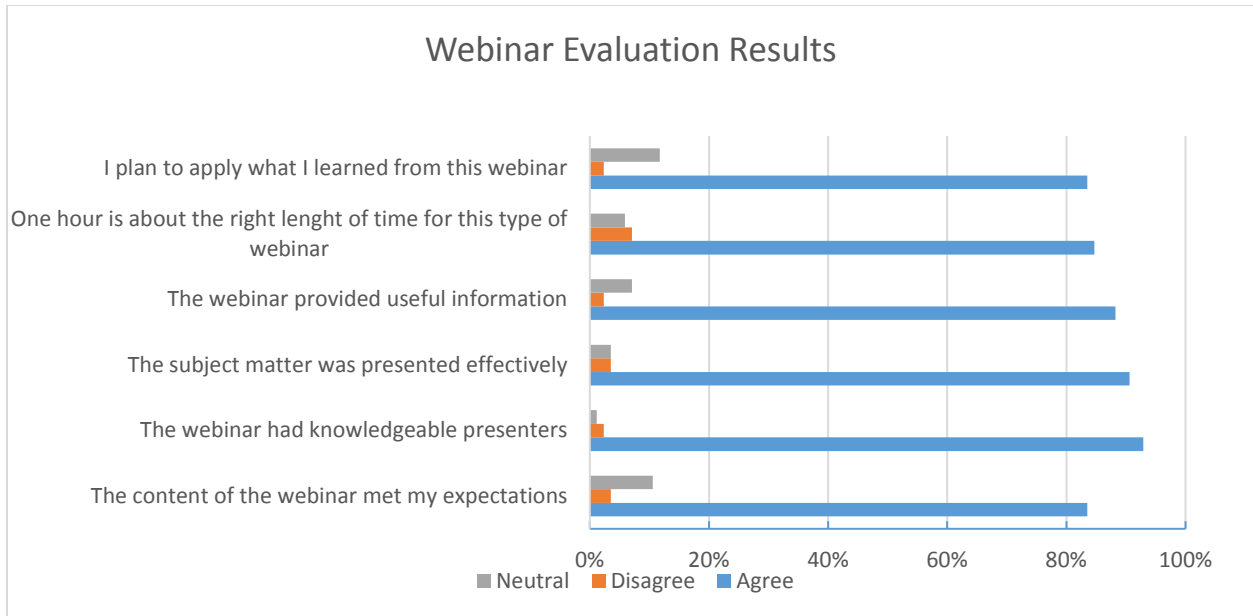 Webinar Evaluation Results
I plan to apply what I learned from this webinar
One hour is about the right lenght of time for this type of
webinar
The webinar provided useful information
The subject matter was presented effectively
The webinar had knowledgeable presenters
The content of the webinar met my expectations
0% 20% 40% 60% 80% 100%
Neutral Disagree Agree